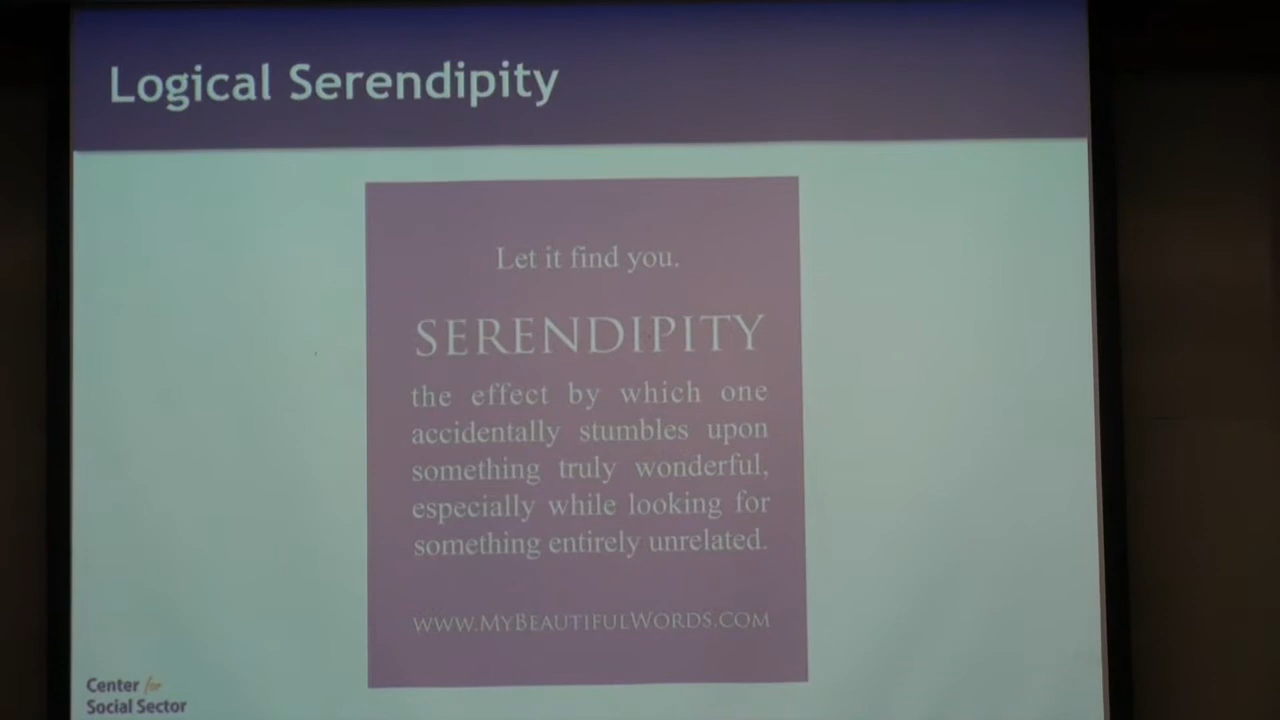 Logical Serendipity
Let it find you.
SERENDIPITY
the effect by which one
accidentally stumbles upon
something truly wonderful,
especially while looking for
something entirely unrelated.
WWW.MYBEAUTIFULWORDS.COM
Center for
Social Sector